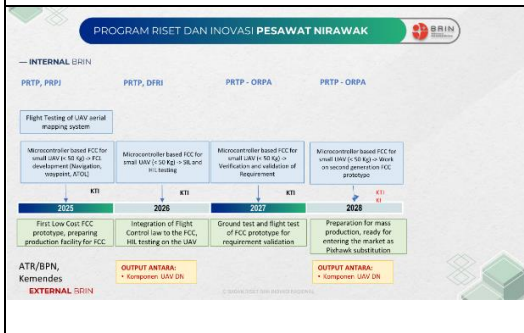 PROGRAM RISET DAN INOVASI PESAWAT NIRAWAK
BRIN
— INTERNAL BRIN
PRTP, PRPJ
PRTP, DFRI
PRTP - ORPA
PRTP - ORPA
Flight Testing of UAV aerial
mapping system
Microcontroller based FCC for
small UAV (< 50 Kg) -> FCL
development (Navigation,
waypoint, ATOL)
Microcontroller based FCC for
small UAV (< 50 Kg) -> SIL and
HIL testing
Microcontroller based FCC for
small UAV (< 50 Kg) ->
Verification and validation of
Requirement
Microcontroller based FCC for
small UAV (< 50 Kg) -> Work
on second generation FCC
prototype
KTI
KTI
KTI
KTI
KI
2025
2026
2027
2028
First Low Cost FCC
prototype, preparing
production facility for FCC
Integration of Flight
Control law to the FCC,
HIL testing on the UAV
Ground test and flight test
of FCC prototype for
requirement validation
Preparation for mass
production, ready for
entering the market as
Pixhawk substitution
ATR/BPN,
Kemendes
EXTERNAL BRIN
OUTPUT ANTARA:
• Komponen UAV DN
OUTPUT ANTARA:
• Komponen UAV DN